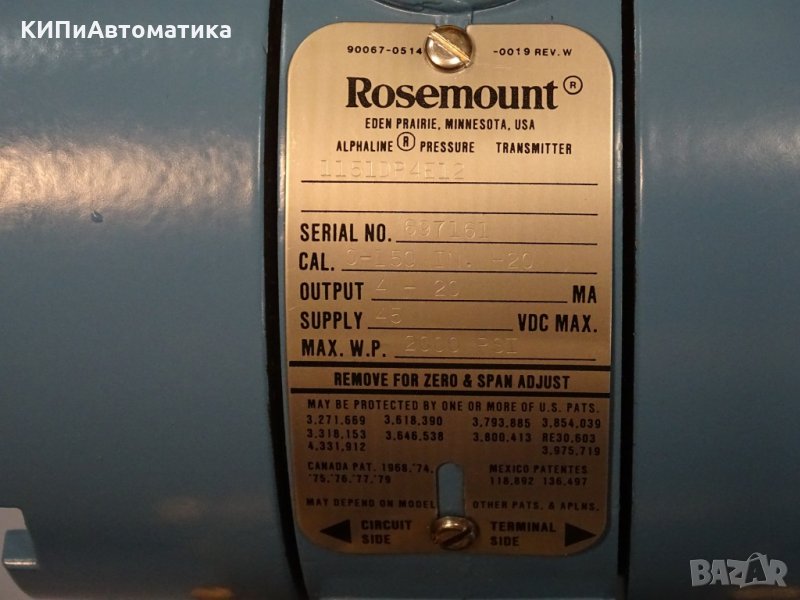 КИПиАвтоматика
90067-0514 -0019 REV. W
Rosemount®
EDEN PRAIRIE, MINNESOTA, USA
ALPHALINE® PRESSURE TRANSMITTER
1151DP4E12
SERIAL NO. 697161
CAL. 0-150 IN. H2O
OUTPUT 4 - 20 MA
SUPPLY 45 VDC MAX.
MAX. W.P. 2000 PSI
REMOVE FOR ZERO & SPAN ADJUST
MAY BE PROTECTED BY ONE OR MORE OF U.S. PATS.
3,271,669 3,618,390 3,793,885 3,854,039
3,318,153 3,646,538 3,800,413 RE30,603
4,331,912 3,975,719
CANADA PAT. 1968,'74, MEXICO PATENTES
'75,'76,'77,'79 118,892 136,497
MAY DEPEND ON MODEL OTHER PATS. & APLNS.
◀ CIRCUIT TERMINAL ▶
SIDE SIDE
BAZAR